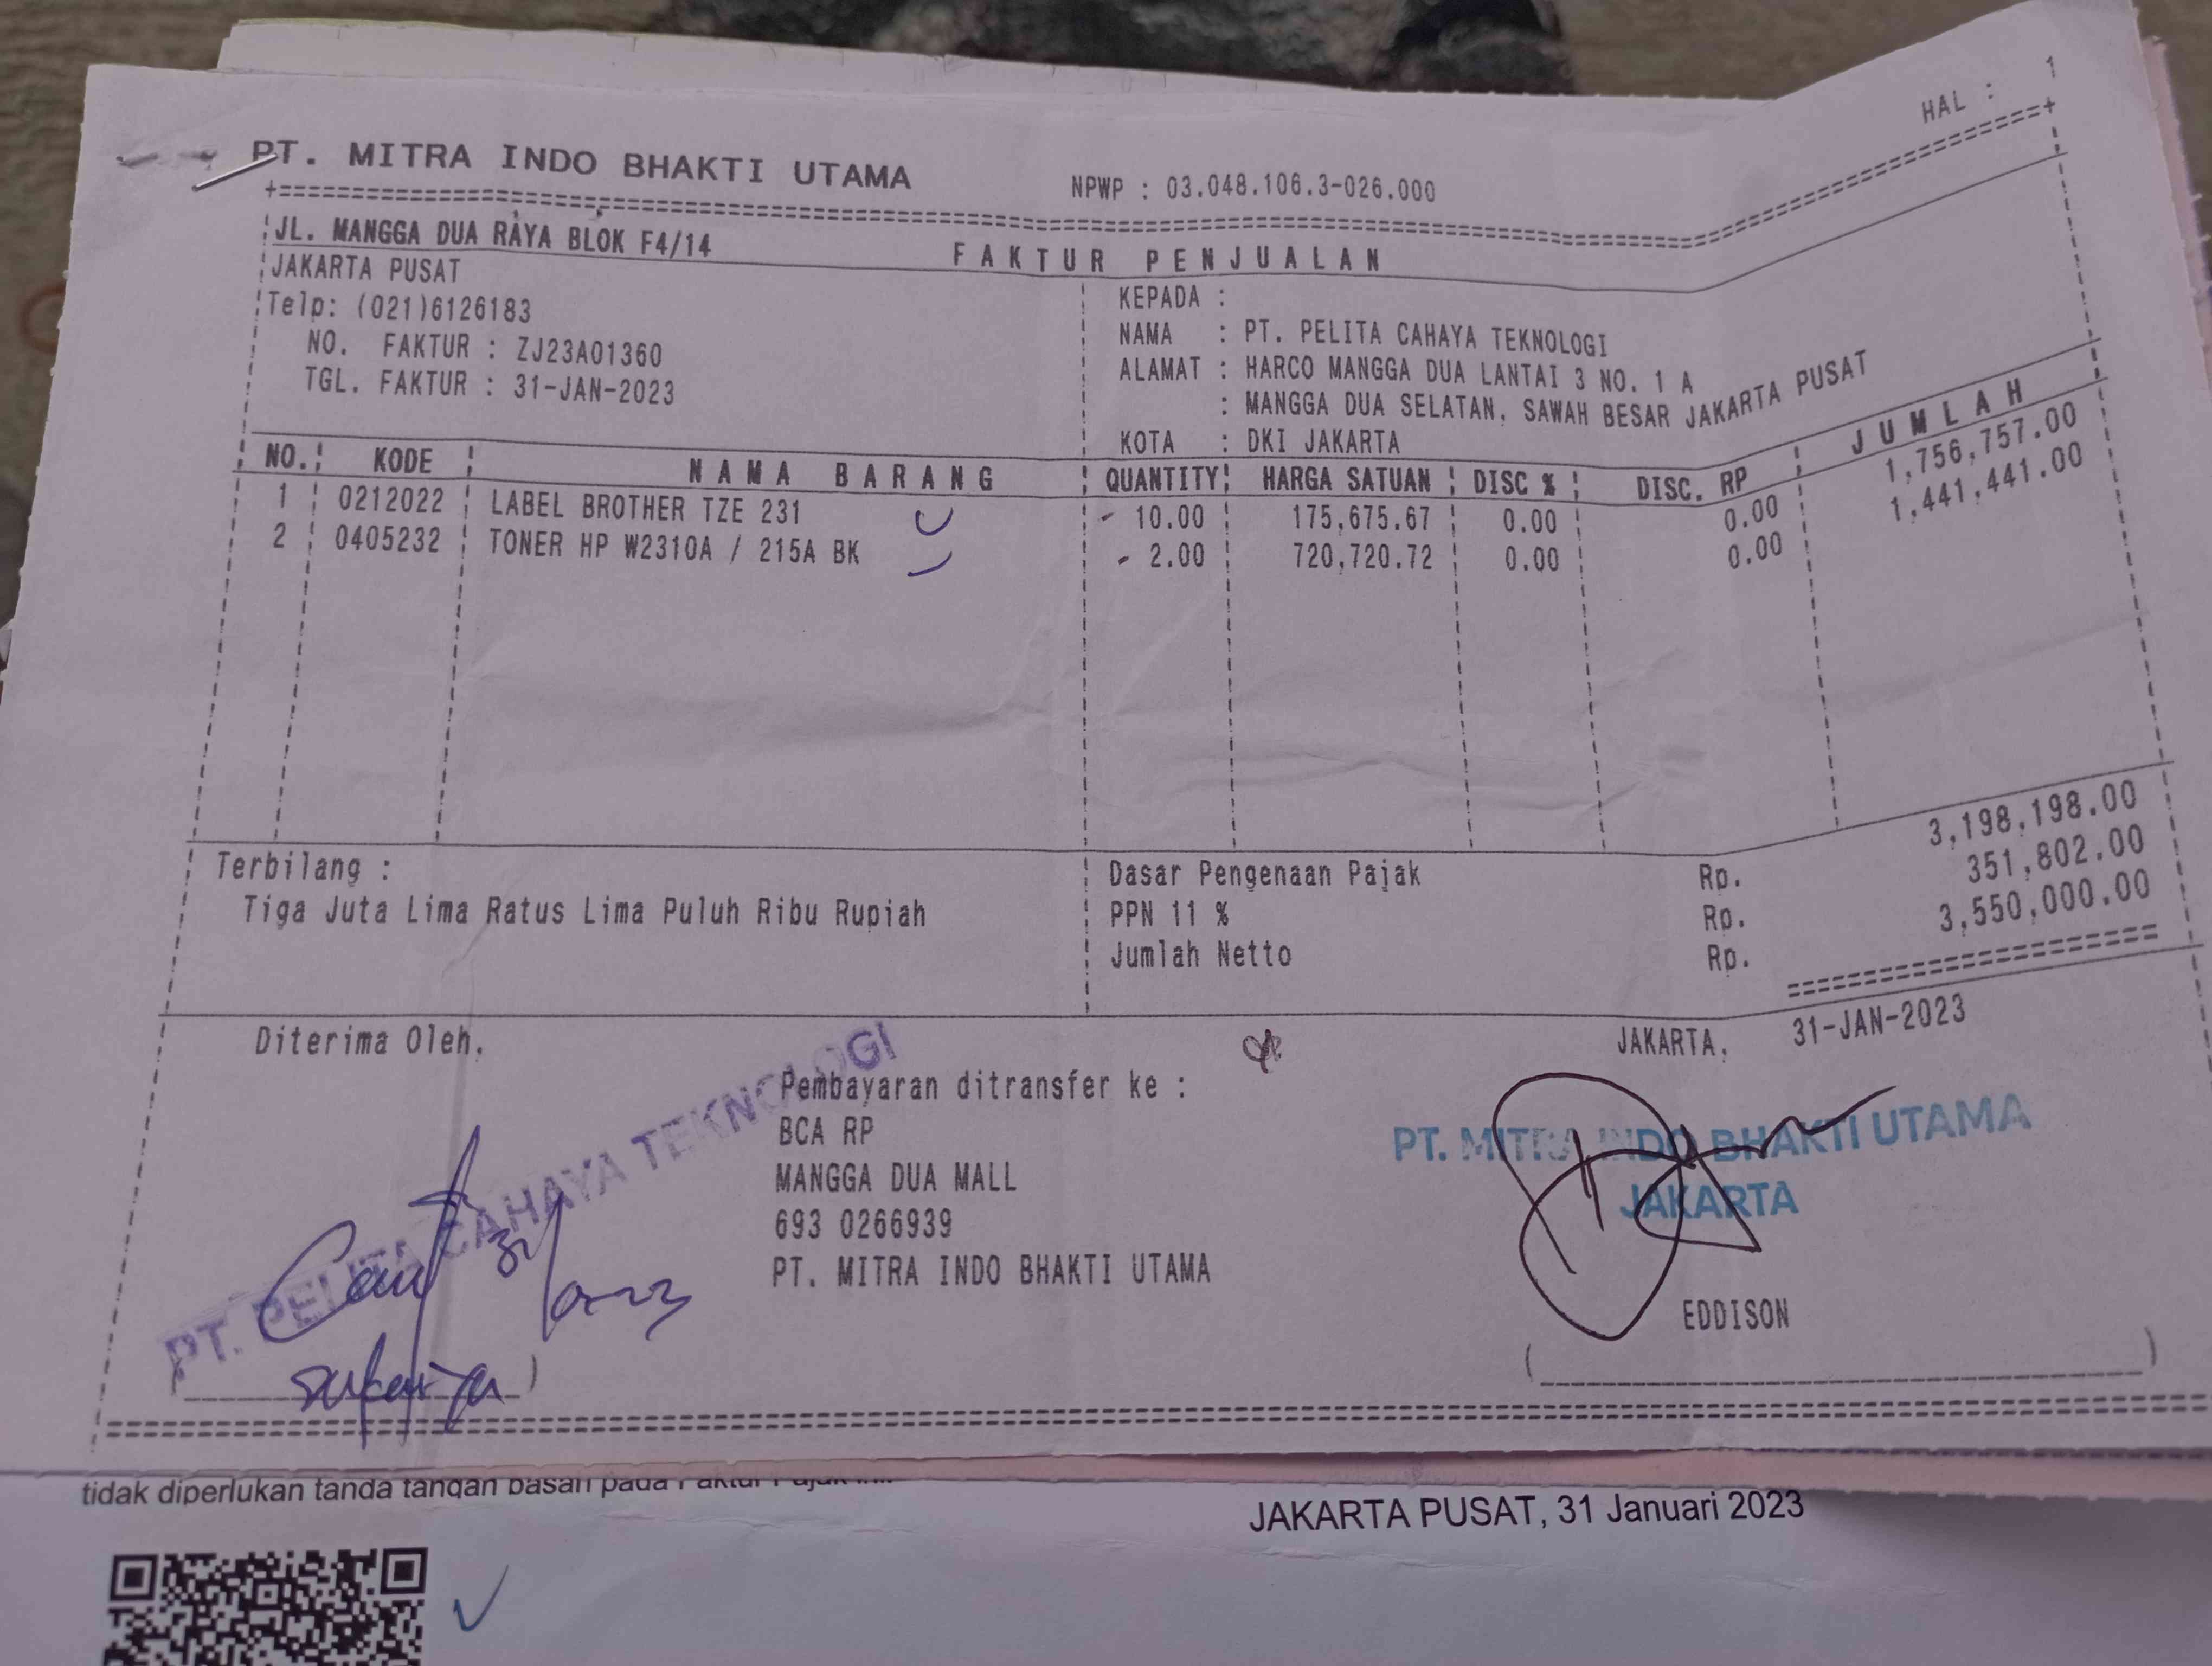 HAL : 1
PT. MITRA INDO BHAKTI UTAMA NPWP : 03.048.106.3-026.000
JL. MANGGA DUA RAYA BLOK F4/14 FAKTUR PENJUALAN
JAKARTA PUSAT
Telp: (021)6126183
NO. FAKTUR : ZJ23A01360
TGL. FAKTUR : 31-JAN-2023
KEPADA :
NAMA : PT. PELITA CAHAYA TEKNOLOGI
ALAMAT : HARCO MANGGA DUA LANTAI 3 NO. 1 A
: MANGGA DUA SELATAN, SAWAH BESAR JAKARTA PUSAT
KOTA : DKI JAKARTA
NO. KODE NAMA BARANG QUANTITY HARGA SATUAN DISC % DISC. RP JUMLAH
1 0212022 LABEL BROTHER TZE 231 10.00 175,675.67 0.00 0.00 1,756,757.00
2 0405232 TONER HP W2310A / 215A BK 2.00 720,720.72 0.00 0.00 1,441,441.00
Terbilang :
Tiga Juta Lima Ratus Lima Puluh Ribu Rupiah
Dasar Pengenaan Pajak Rp. 3,198,198.00
PPN 11 % Rp. 351,802.00
Jumlah Netto Rp. 3,550,000.00
Diterima Oleh,
PT. PELITA CAHAYA TEKNOLOGI
Pembayaran ditransfer ke :
BCA RP
MANGGA DUA MALL
693 0266939
PT. MITRA INDO BHAKTI UTAMA
JAKARTA, 31-JAN-2023
PT. MITRA INDO BHAKTI UTAMA
JAKARTA
EDDISON
tidak diperlukan tanda tangan basah pada Faktur Pajak ini.
JAKARTA PUSAT, 31 Januari 2023